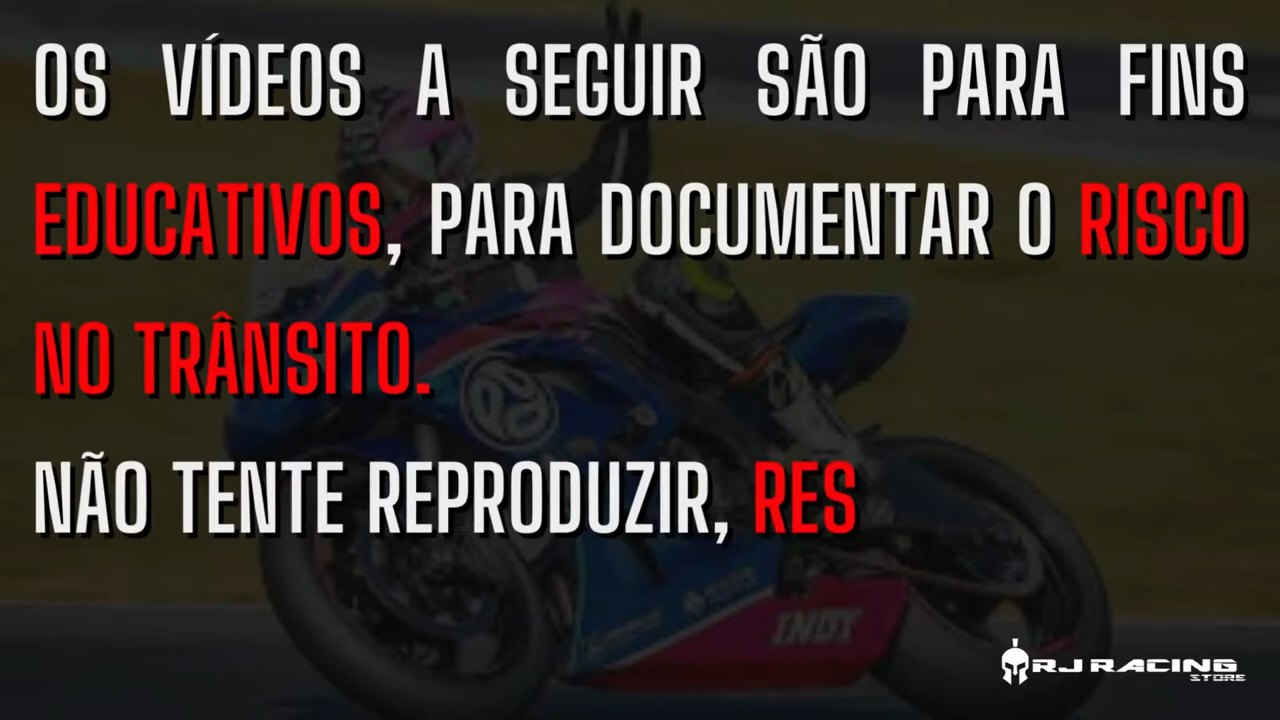 OS VÍDEOS A SEGUIR SÃO PARA FINS
EDUCATIVOS, PARA DOCUMENTAR O RISCO
NO TRÂNSITO.
NÃO TENTE REPRODUZIR, RES
INDY
RJ RACING
STORE